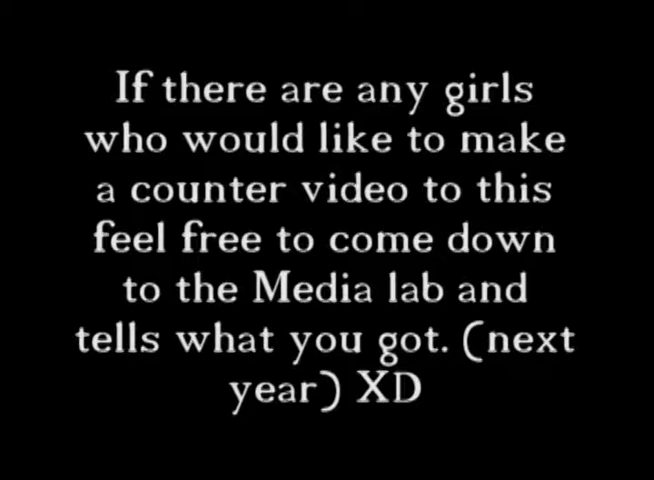 If there are any girls
who would like to make
a counter video to this
feel free to come down
to the Media lab and
tells what you got. (next
year) XD